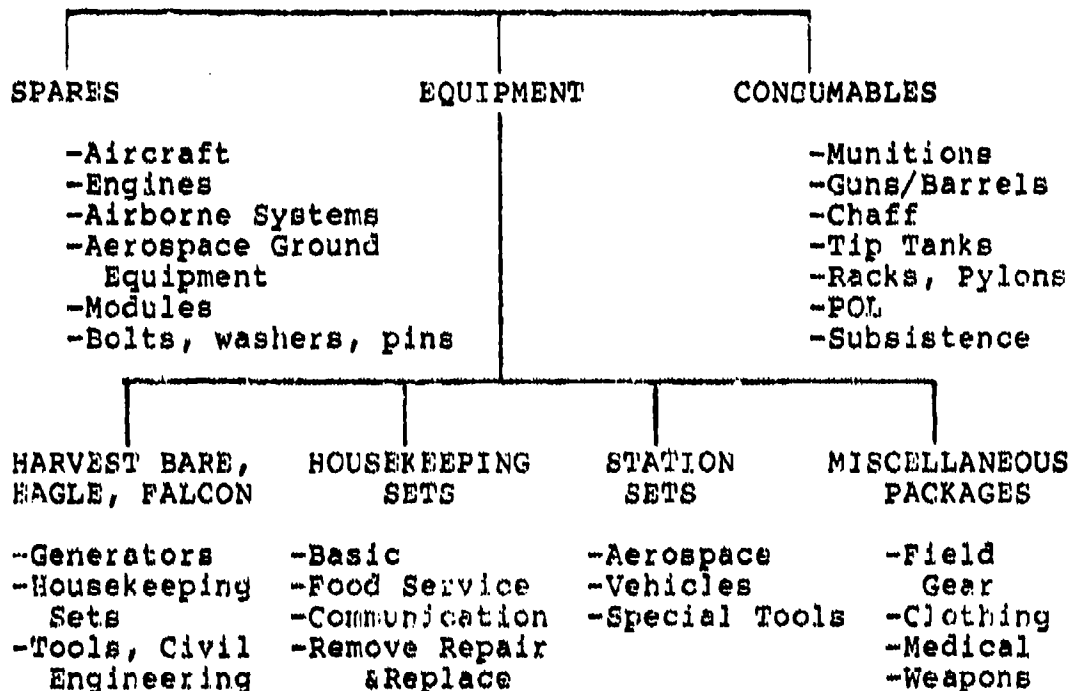 SPARES
-Aircraft
-Engines
-Airborne Systems
-Aerospace Ground
Equipment
-Modules
-Bolts, washers, pins
EQUIPMENT
CONSUMABLES
-Munitions
-Guns/Barrels
-Chaff
-Tip Tanks
-Racks, Pylons
-POL
-Subsistence
HARVEST BARE,
EAGLE, FALCON
-Generators
-Housekeeping
Sets
-Tools, Civil
Engineering
HOUSEKEEPING
SETS
-Basic
-Food Service
-Communication
-Remove Repair
&Replace
STATION
SETS
-Aerospace
-Vehicles
-Special Tools
MISCELLANEOUS
PACKAGES
-Field
Gear
-Clothing
-Medical
-Weapons